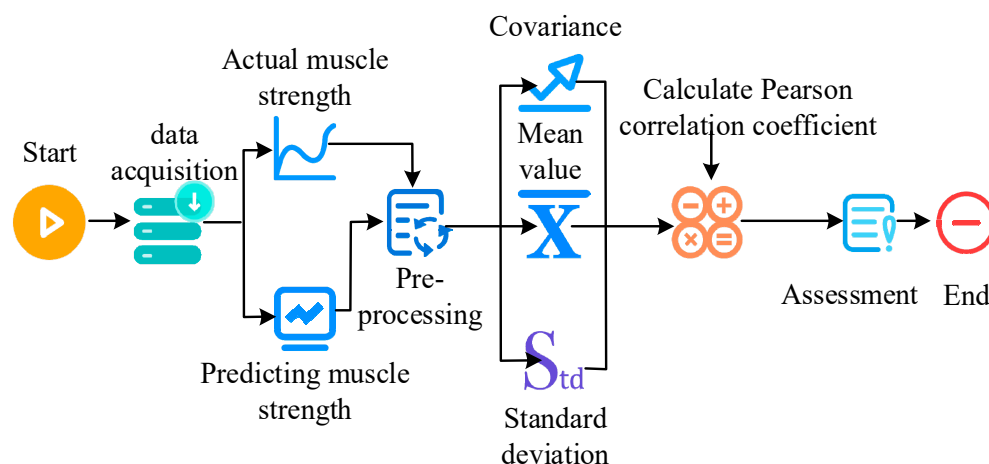 Start
data
acquisition
Actual muscle
strength
Predicting muscle
strength
Pre-
processing
Covariance
Mean
value
X
Std
Standard
deviation
Calculate Pearson
correlation coefficient
Assessment
End